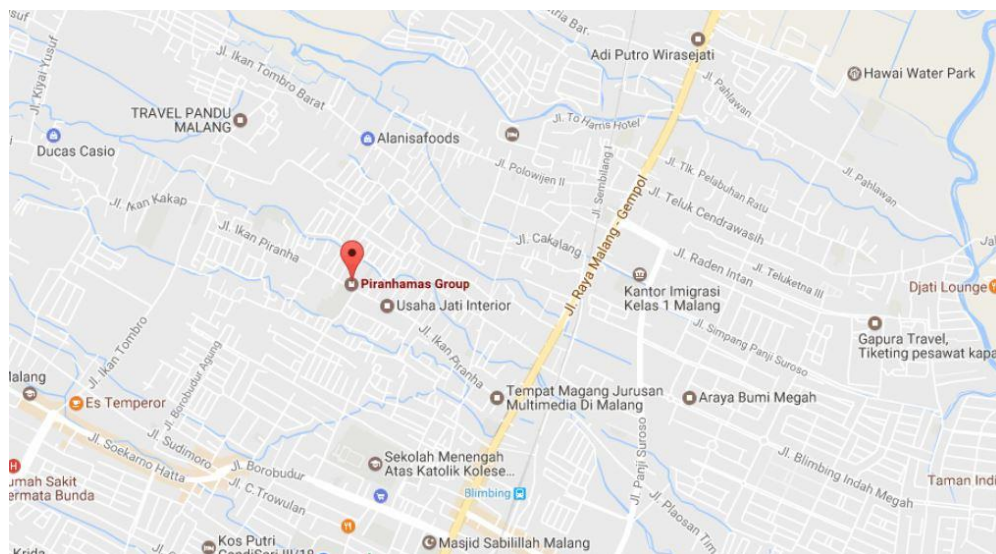 Jl. Kiyai Yusuf
Jl. Ikan Tombro Barat
Adi Putro Wirasejati
Jl. Pahlawan
Hawai Water Park
TRAVEL PANDU
MALANG
Ducas Casio
Alanisafoods
Jl. To Harris Hotel
Jl. Polowijen II
Jl. Sembilang I
Jl. Tlk. Pelabuhan Ratu
Jl. Pahlawan
Jl. Teluk Cendrawasih
Jl. Ikan Kakap
Jl. Ikan Piranha
Jl. Cakalang
Jl. Raya Malang - Gempol
Jl. Raden Intan
Jl. Teluketna III
Piranhamas Group
Usaha Jati Interior
Kantor Imigrasi
Kelas 1 Malang
Djati Lounge
Gapura Travel,
Tiketing pesawat kapa
Jl. Simpang Panji Suroso
Jl. Ikan Tombro
Jl. Borobudur Agung
Jl. Ikan Piranha
Malang
Es Temperor
Tempat Magang Jurusan
Multimedia Di Malang
Araya Bumi Megah
Jl. Panji Suroso
Jl. Soekarno Hatta
Jl. Sudimoro
Jl. Borobudur
Jl. C.Trowulan
Sekolah Menengah
Atas Katolik Kolese...
Jl. Blimbing Indah Megah
Taman Indi
H
umah Sakit
ermata Bunda
Blimbing
Jl. Plaosan Tim
Kos Putri
Masjid Sabilillah Malang
Krida